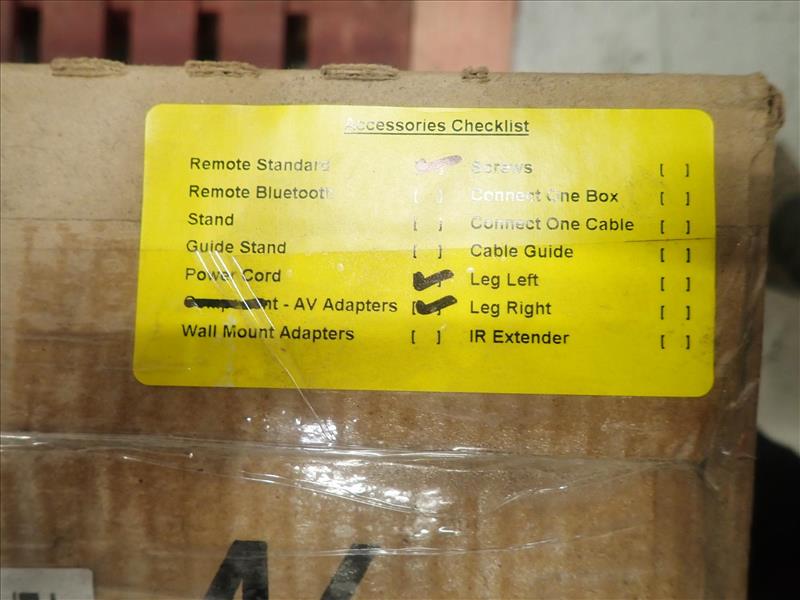 Accessories Checklist
Remote Standard [✓] Screws [ ]
Remote Bluetooth [ ] Connect One Box [ ]
Stand [ ] Connect One Cable [ ]
Guide Stand [ ] Cable Guide [ ]
Power Cord [✓] Leg Left [ ]
- AV Adapters [✓] Leg Right [ ]
Wall Mount Adapters [ ] IR Extender [ ]